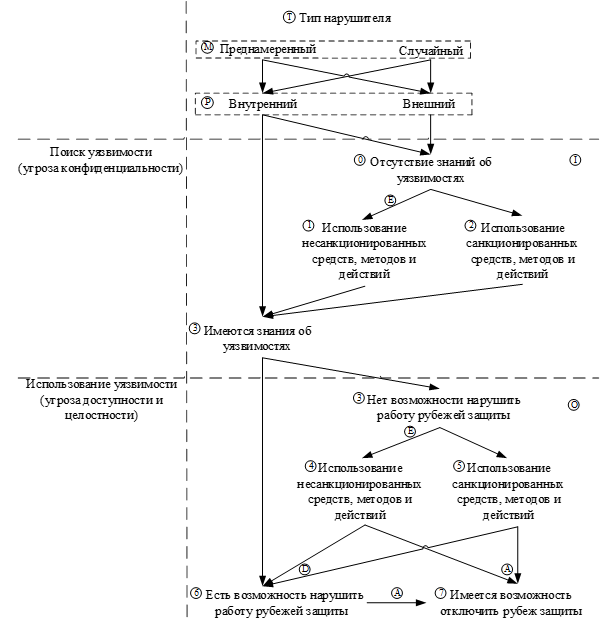 Ⓣ Тип нарушителя
Ⓜ Преднамеренный Случайный
Ⓟ Внутренний Внешний
Поиск уязвимости
(угроза конфиденциальности)
⓪ Отсутствие знаний об
уязвимостях
Ⓘ
Ⓔ
① Использование
несанкционированных
средств, методов и
действий
② Использование
санкционированных
средств, методов и
действий
③ Имеются знания об
уязвимостях
Использование уязвимости
(угроза доступности и
целостности)
③ Нет возможности нарушить
работу рубежей защиты
Ⓞ
Ⓔ
④ Использование
несанкционированных
средств, методов и
действий
⑤ Использование
санкционированных
средств, методов и
действий
Ⓓ
Ⓐ
⑥ Есть возможность нарушить
работу рубежей защиты
Ⓐ
⑦ Имеется возможность
отключить рубеж защиты